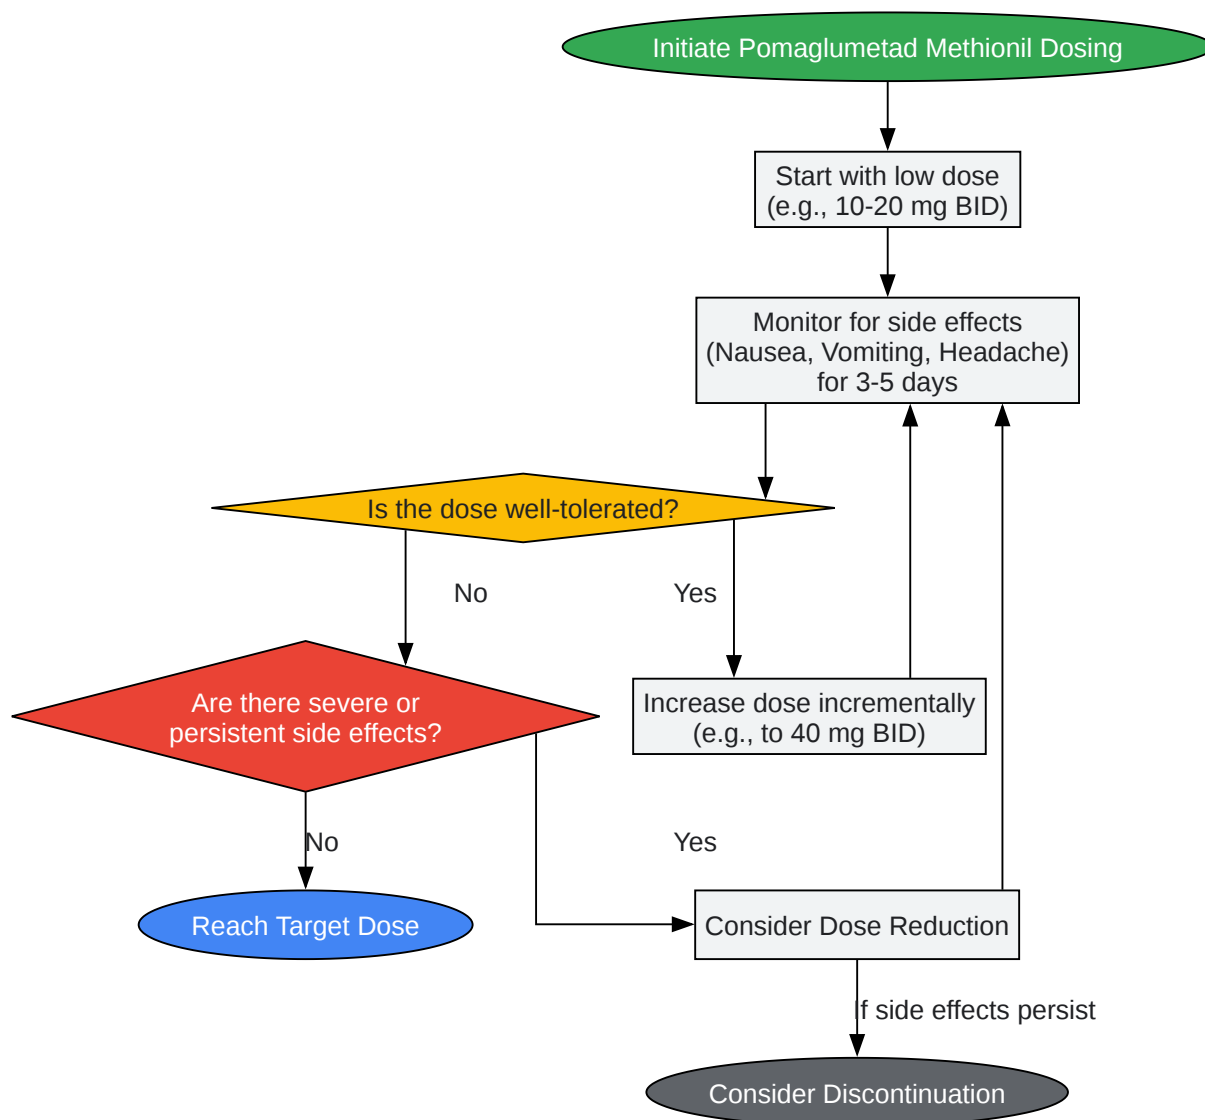 Initiate Pomaglumetad Methionil Dosing
Start with low dose
(e.g., 10-20 mg BID)
Monitor for side effects
(Nausea, Vomiting, Headache)
for 3-5 days
Is the dose well-tolerated?
No
Yes
Are there severe or
persistent side effects?
Increase dose incrementally
(e.g., to 40 mg BID)
No
Yes
Reach Target Dose
Consider Dose Reduction
If side effects persist
Consider Discontinuation